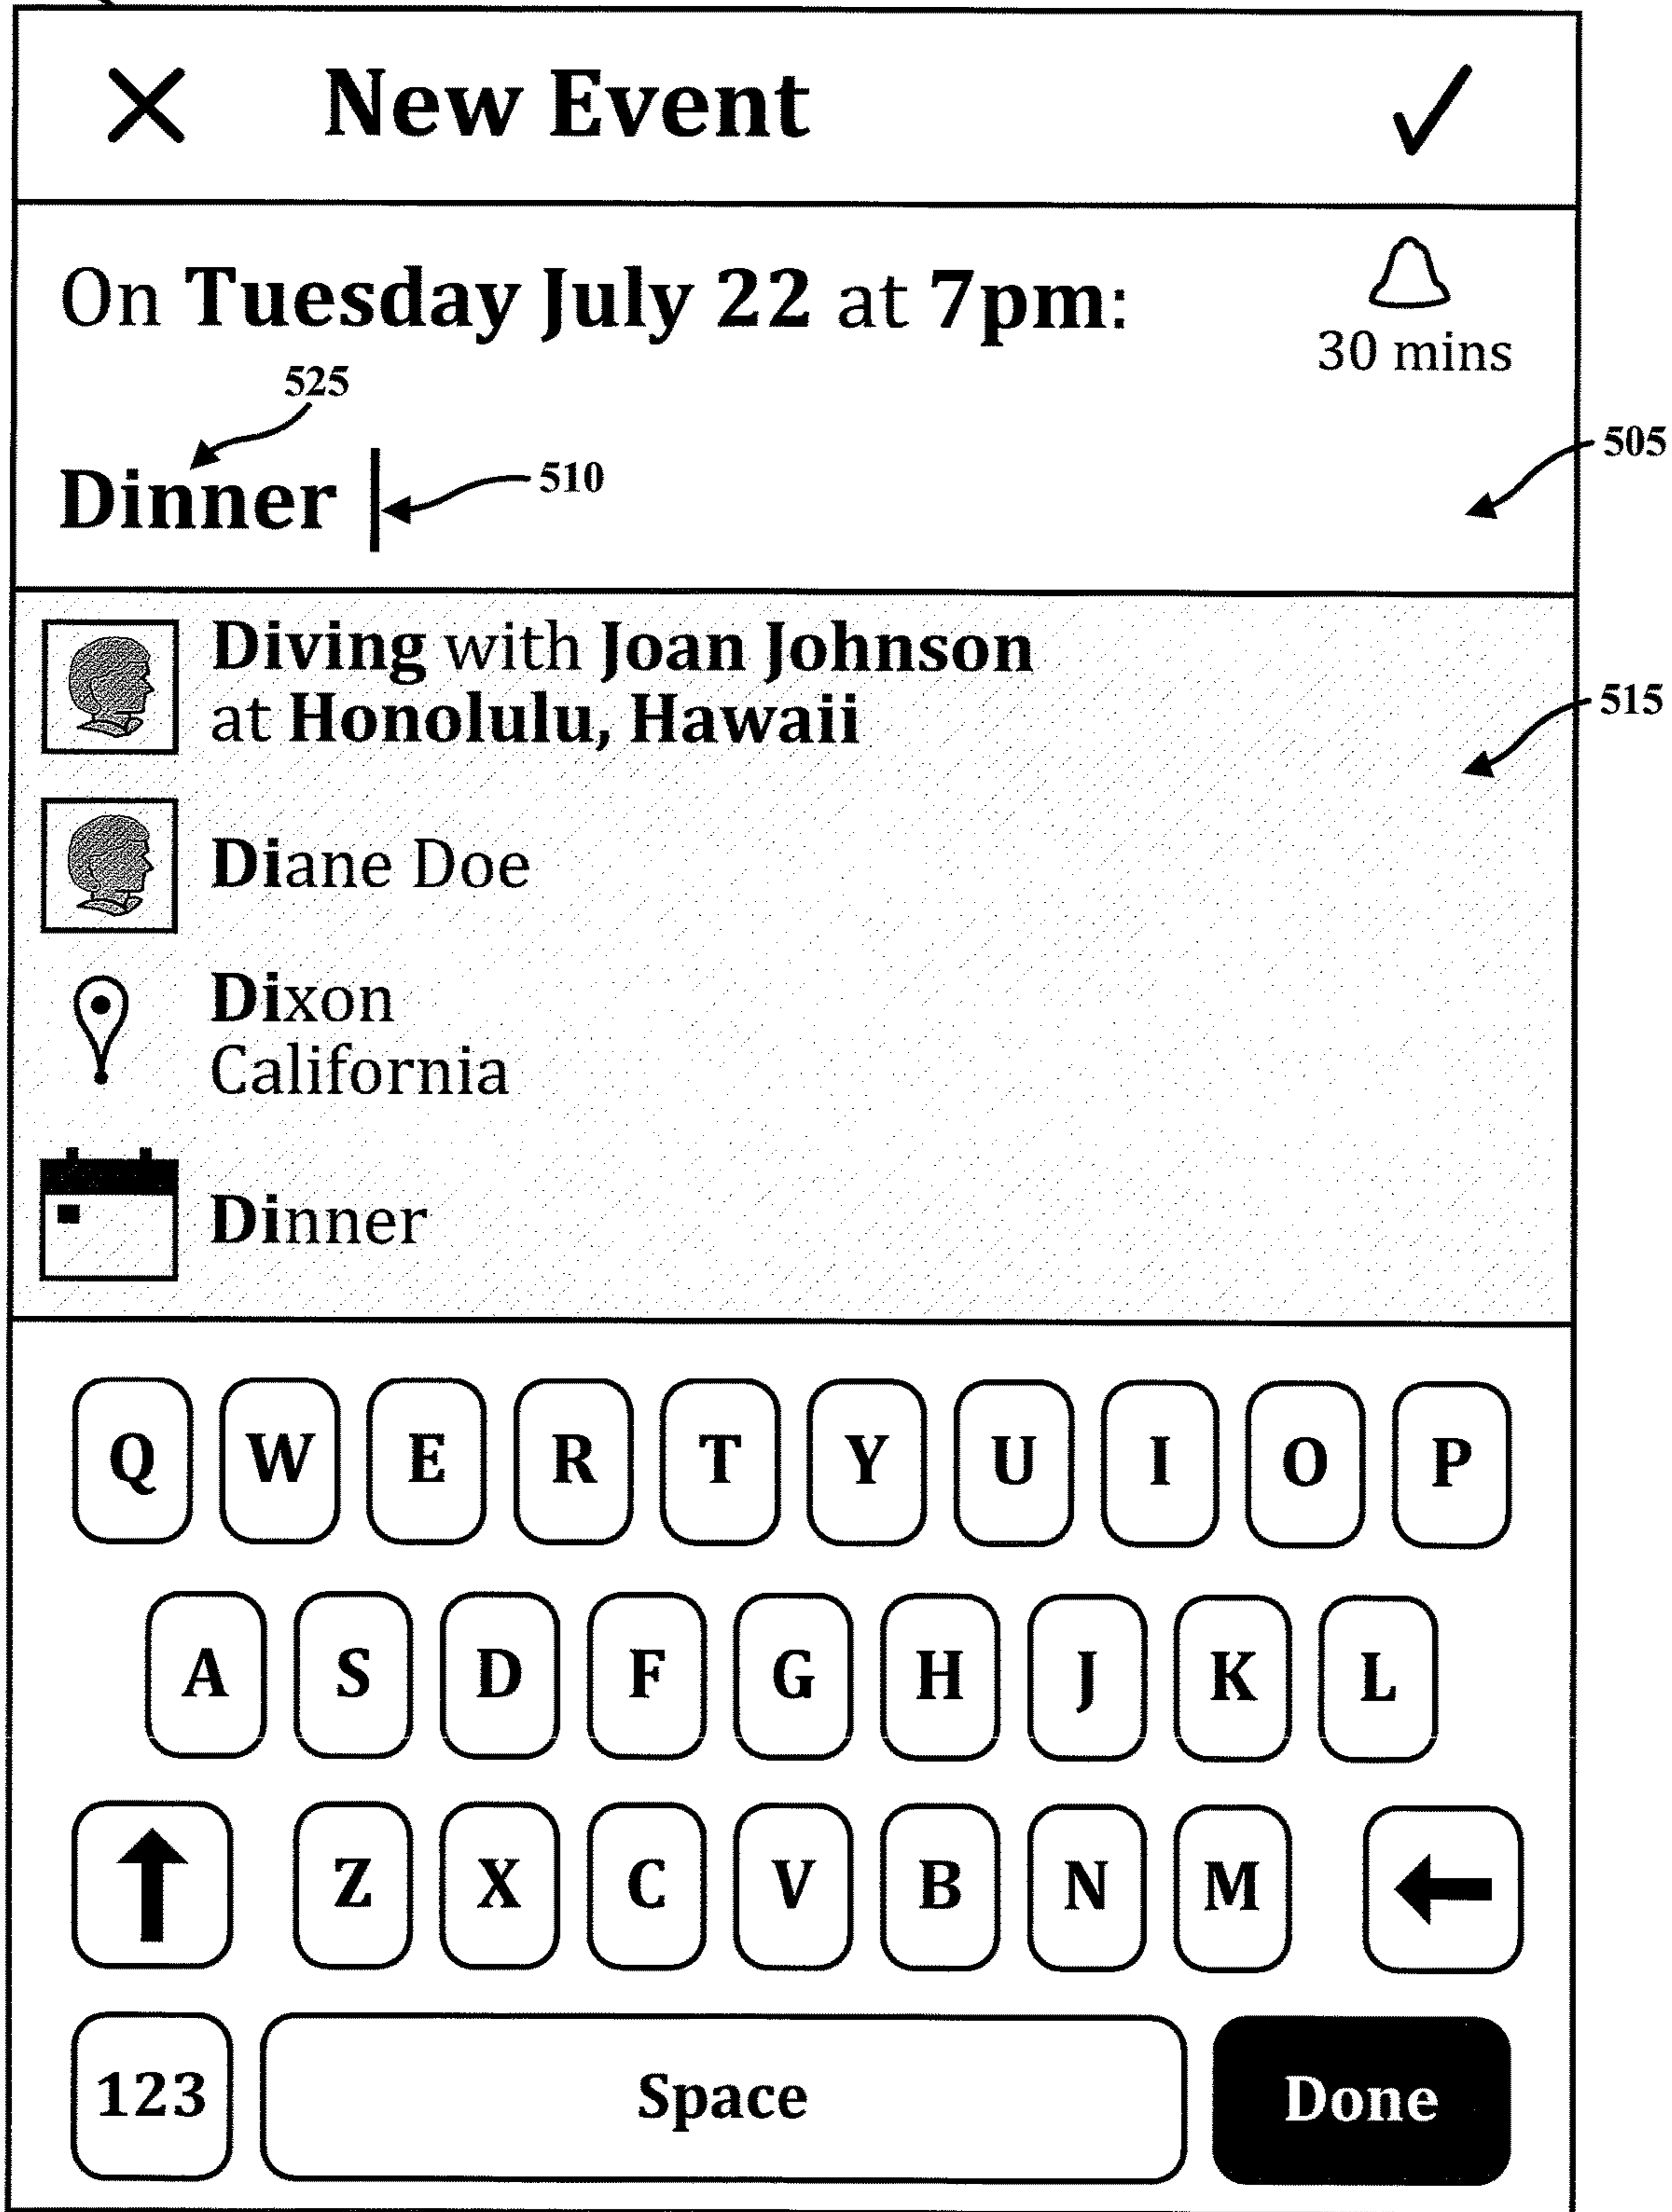 New Event
On Tuesday July 22 at 7pm:
30 mins
525
505
Dinner
510
Diving with Joan Johnson
at Honolulu, Hawaii
515
Diane Doe
Dixon
California
Dinner
Q W E R T Y U I O P
A S D F G H J K L
Z X C V B N M
123 Space Done